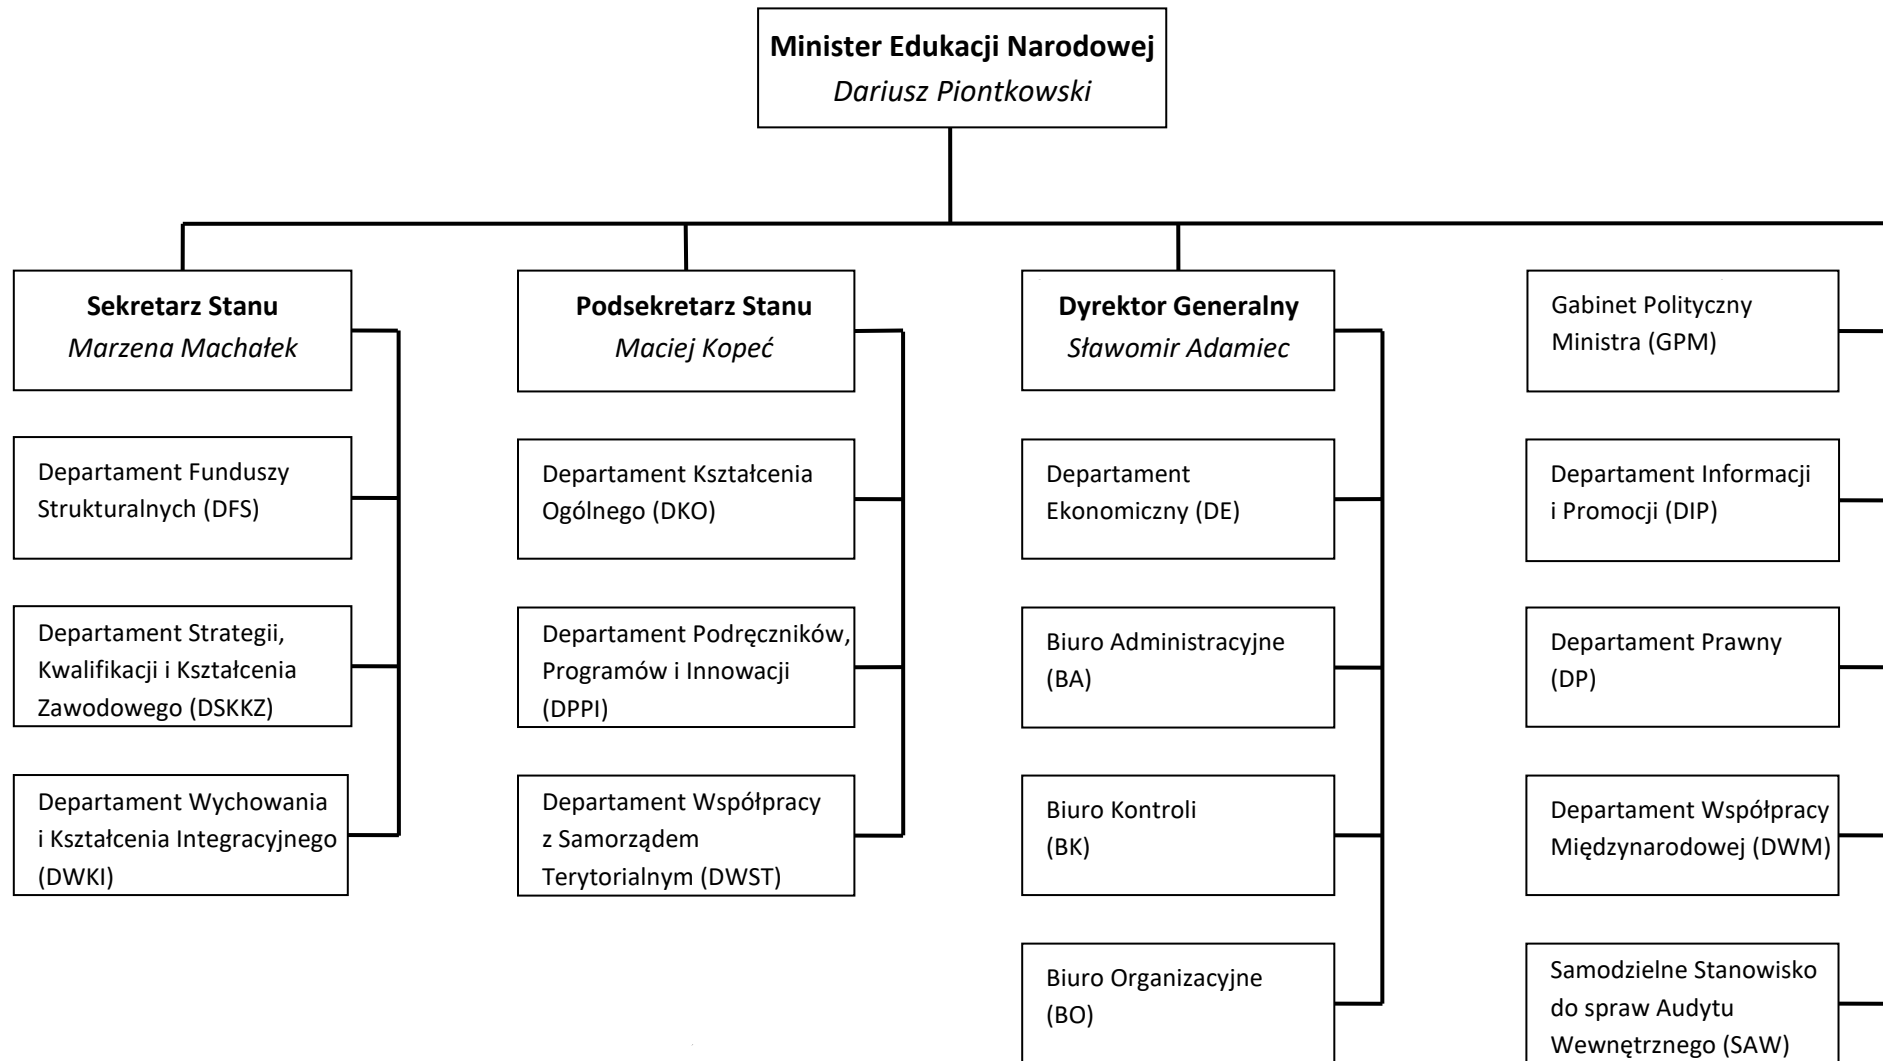 Minister Edukacji Narodowej
Dariusz Piontkowski
Sekretarz Stanu
Marzena Machałek
Departament Funduszy
Strukturalnych (DFS)
Departament Strategii,
Kwalifikacji i Kształcenia
Zawodowego (DSKKZ)
Departament Wychowania
i Kształcenia Integracyjnego
(DWKI)
Podsekretarz Stanu
Maciej Kopeć
Departament Kształcenia
Ogólnego (DKO)
Departament Podręczników,
Programów i Innowacji
(DPPI)
Departament Współpracy
z Samorządem
Terytorialnym (DWST)
Dyrektor Generalny
Sławomir Adamiec
Departament
Ekonomiczny (DE)
Biuro Administracyjne
(BA)
Biuro Kontroli
(BK)
Biuro Organizacyjne
(BO)
Gabinet Polityczny
Ministra (GPM)
Departament Informacji
i Promocji (DIP)
Departament Prawny
(DP)
Departament Współpracy
Międzynarodowej (DWM)
Samodzielne Stanowisko
do spraw Audytu
Wewnętrznego (SAW)